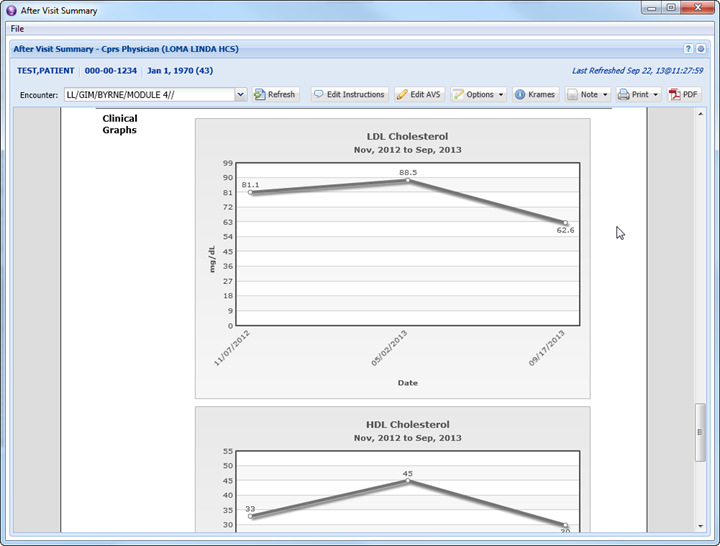 After Visit Summary
File
After Visit Summary - Cprs Physician (LOMA LINDA HCS)
?
TEST,PATIENT 000-00-1234 Jan 1, 1970 (43) Last Refreshed Sep 22, 13@11:27:59
Encounter: LL/GIM/BYRNE/MODULE 4// Refresh Edit Instructions Edit AVS Options Krames Note Print PDF
Clinical
Graphs
LDL Cholesterol
Nov, 2012 to Sep, 2013
99
90
81
72
63
54
45
36
27
18
9
0
mg/dL
81.1
88.5
62.6
11/07/2012
05/02/2013
09/17/2013
Date
HDL Cholesterol
Nov, 2012 to Sep, 2013
55
50
45
40
35
30
33
45